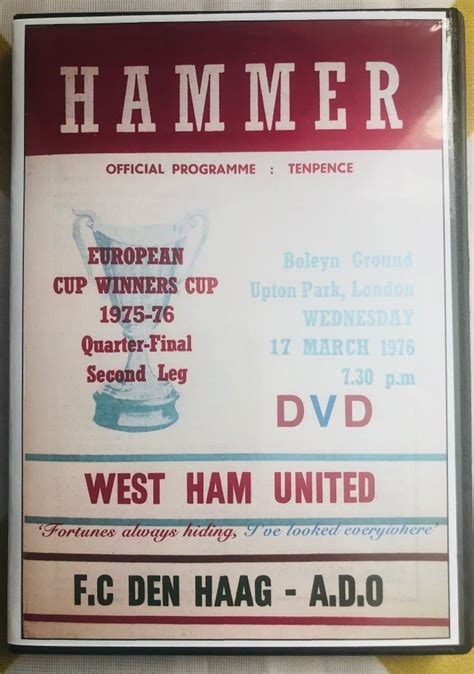 HAMMER
OFFICIAL PROGRAMME : TENPENCE
EUROPEAN
CUP WINNERS CUP
1975-76
Quarter-Final
Second Leg
Boleyn Ground
Upton Park, London
WEDNESDAY
17 MARCH 1976
7.30 p.m
DVD
WEST HAM UNITED
'Fortunes always hiding, I've looked everywhere'
F.C DEN HAAG - A.D.O